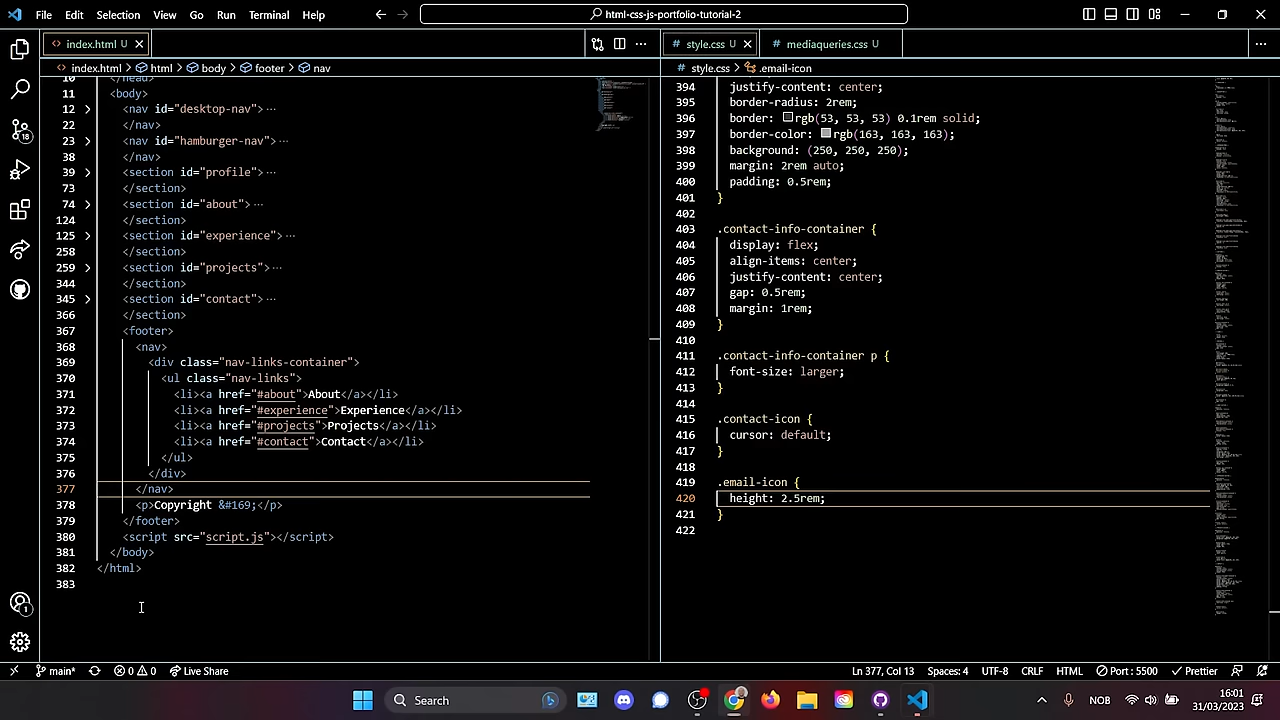 File Edit Selection View Go Run Terminal Help
html-css-js-portfolio-tutorial-2
index.html U
# style.css U
# mediaqueries.css U
index.html > html > body > footer > nav
# style.css > .email-icon
10 </head>
11 <body>
12 <nav id="desktop-nav">···
22 </nav>
23 <nav id="hamburger-nav">···
38 </nav>
39 <section id="profile">···
73 </section>
74 <section id="about">···
124 </section>
125 <section id="experience">···
258 </section>
259 <section id="projects">···
344 </section>
345 <section id="contact">···
366 </section>
367 <footer>
368 <nav>
369 <div class="nav-links-container">
370 <ul class="nav-links">
371 <li><a href="#about">About</a></li>
372 <li><a href="#experience">Experience</a></li>
373 <li><a href="#projects">Projects</a></li>
374 <li><a href="#contact">Contact</a></li>
375 </ul>
376 </div>
377 </nav>
378 <p>Copyright &#169;</p>
379 </footer>
380 <script src="script.js"></script>
381 </body>
382 </html>
383
394 justify-content: center;
395 border-radius: 2rem;
396 border: rgb(53, 53, 53) 0.1rem solid;
397 border-color: rgb(163, 163, 163);
398 background: (250, 250, 250);
399 margin: 2rem auto;
400 padding: 0.5rem;
401 }
402
403 .contact-info-container {
404 display: flex;
405 align-items: center;
406 justify-content: center;
407 gap: 0.5rem;
408 margin: 1rem;
409 }
410
411 .contact-info-container p {
412 font-size: larger;
413 }
414
415 .contact-icon {
416 cursor: default;
417 }
418
419 .email-icon {
420 height: 2.5rem;
421 }
422
18
1
main* 0 0 Live Share
Ln 377, Col 13 Spaces: 4 UTF-8 CRLF HTML Port : 5500 Prettier
Search
NOB
16:01
31/03/2023